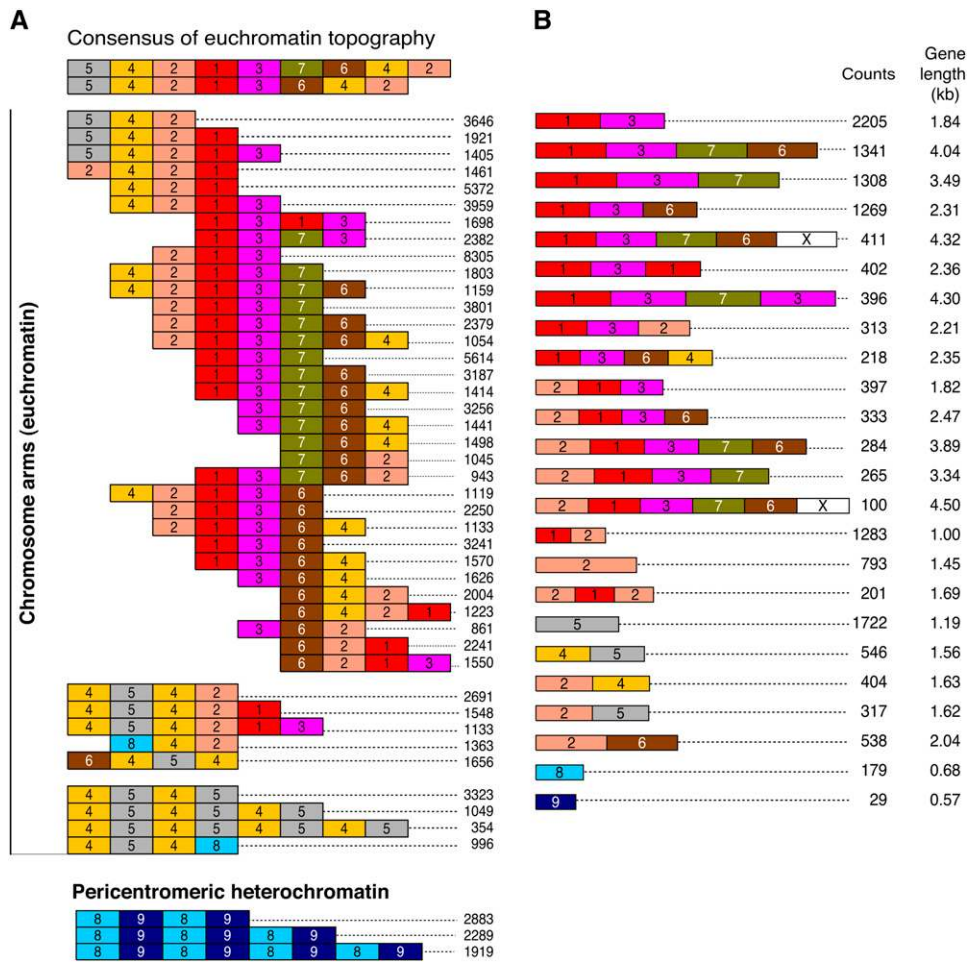 A
Consensus of euchromatin topography
5 4 2 1 3 7 6 4 2
5 4 2 1 3 6 4 2
Chromosome arms (euchromatin)
5 4 2 3646
5 4 2 1 1921
5 4 2 1 3 1405
2 4 2 1 1461
4 2 1 5372
4 2 1 3 3959
1 3 1 3 1698
1 3 7 3 2382
2 1 3 8305
4 2 1 3 7 1803
4 2 1 3 7 6 1159
2 1 3 7 3801
2 1 3 7 6 2379
2 1 3 7 6 4 1054
1 3 7 5614
1 3 7 6 3187
1 3 7 6 4 1414
3 7 6 3256
3 7 6 4 1441
7 6 4 1498
7 6 2 1045
1 3 7 6 2 943
4 2 1 3 6 1119
2 1 3 6 2250
2 1 3 6 4 1133
1 3 6 3241
1 3 6 4 1570
3 6 4 1626
6 4 2 2004
6 4 2 1 1223
3 6 2 861
6 2 1 2241
6 2 1 3 1550
4 5 4 2 2691
4 5 4 2 1 1548
4 5 4 2 1 3 1133
8 4 2 1363
6 4 5 4 1656
4 5 4 5 3323
4 5 4 5 4 5 1049
4 5 4 5 4 5 4 5 354
4 5 4 8 996
Pericentromeric heterochromatin
8 9 8 9 2883
8 9 8 9 8 9 2289
8 9 8 9 8 9 8 9 1919
B
Counts
Gene
length
(kb)
1 3 2205 1.84
1 3 7 6 1341 4.04
1 3 7 1308 3.49
1 3 6 1269 2.31
1 3 7 6 X 411 4.32
1 3 1 402 2.36
1 3 7 3 396 4.30
1 3 2 313 2.21
1 3 6 4 218 2.35
2 1 3 397 1.82
2 1 3 6 333 2.47
2 1 3 7 6 284 3.89
2 1 3 7 265 3.34
2 1 3 7 6 X 100 4.50
1 2 1283 1.00
2 793 1.45
2 1 2 201 1.69
5 1722 1.19
4 5 546 1.56
2 4 404 1.63
2 5 317 1.62
2 6 538 2.04
8 179 0.68
9 29 0.57